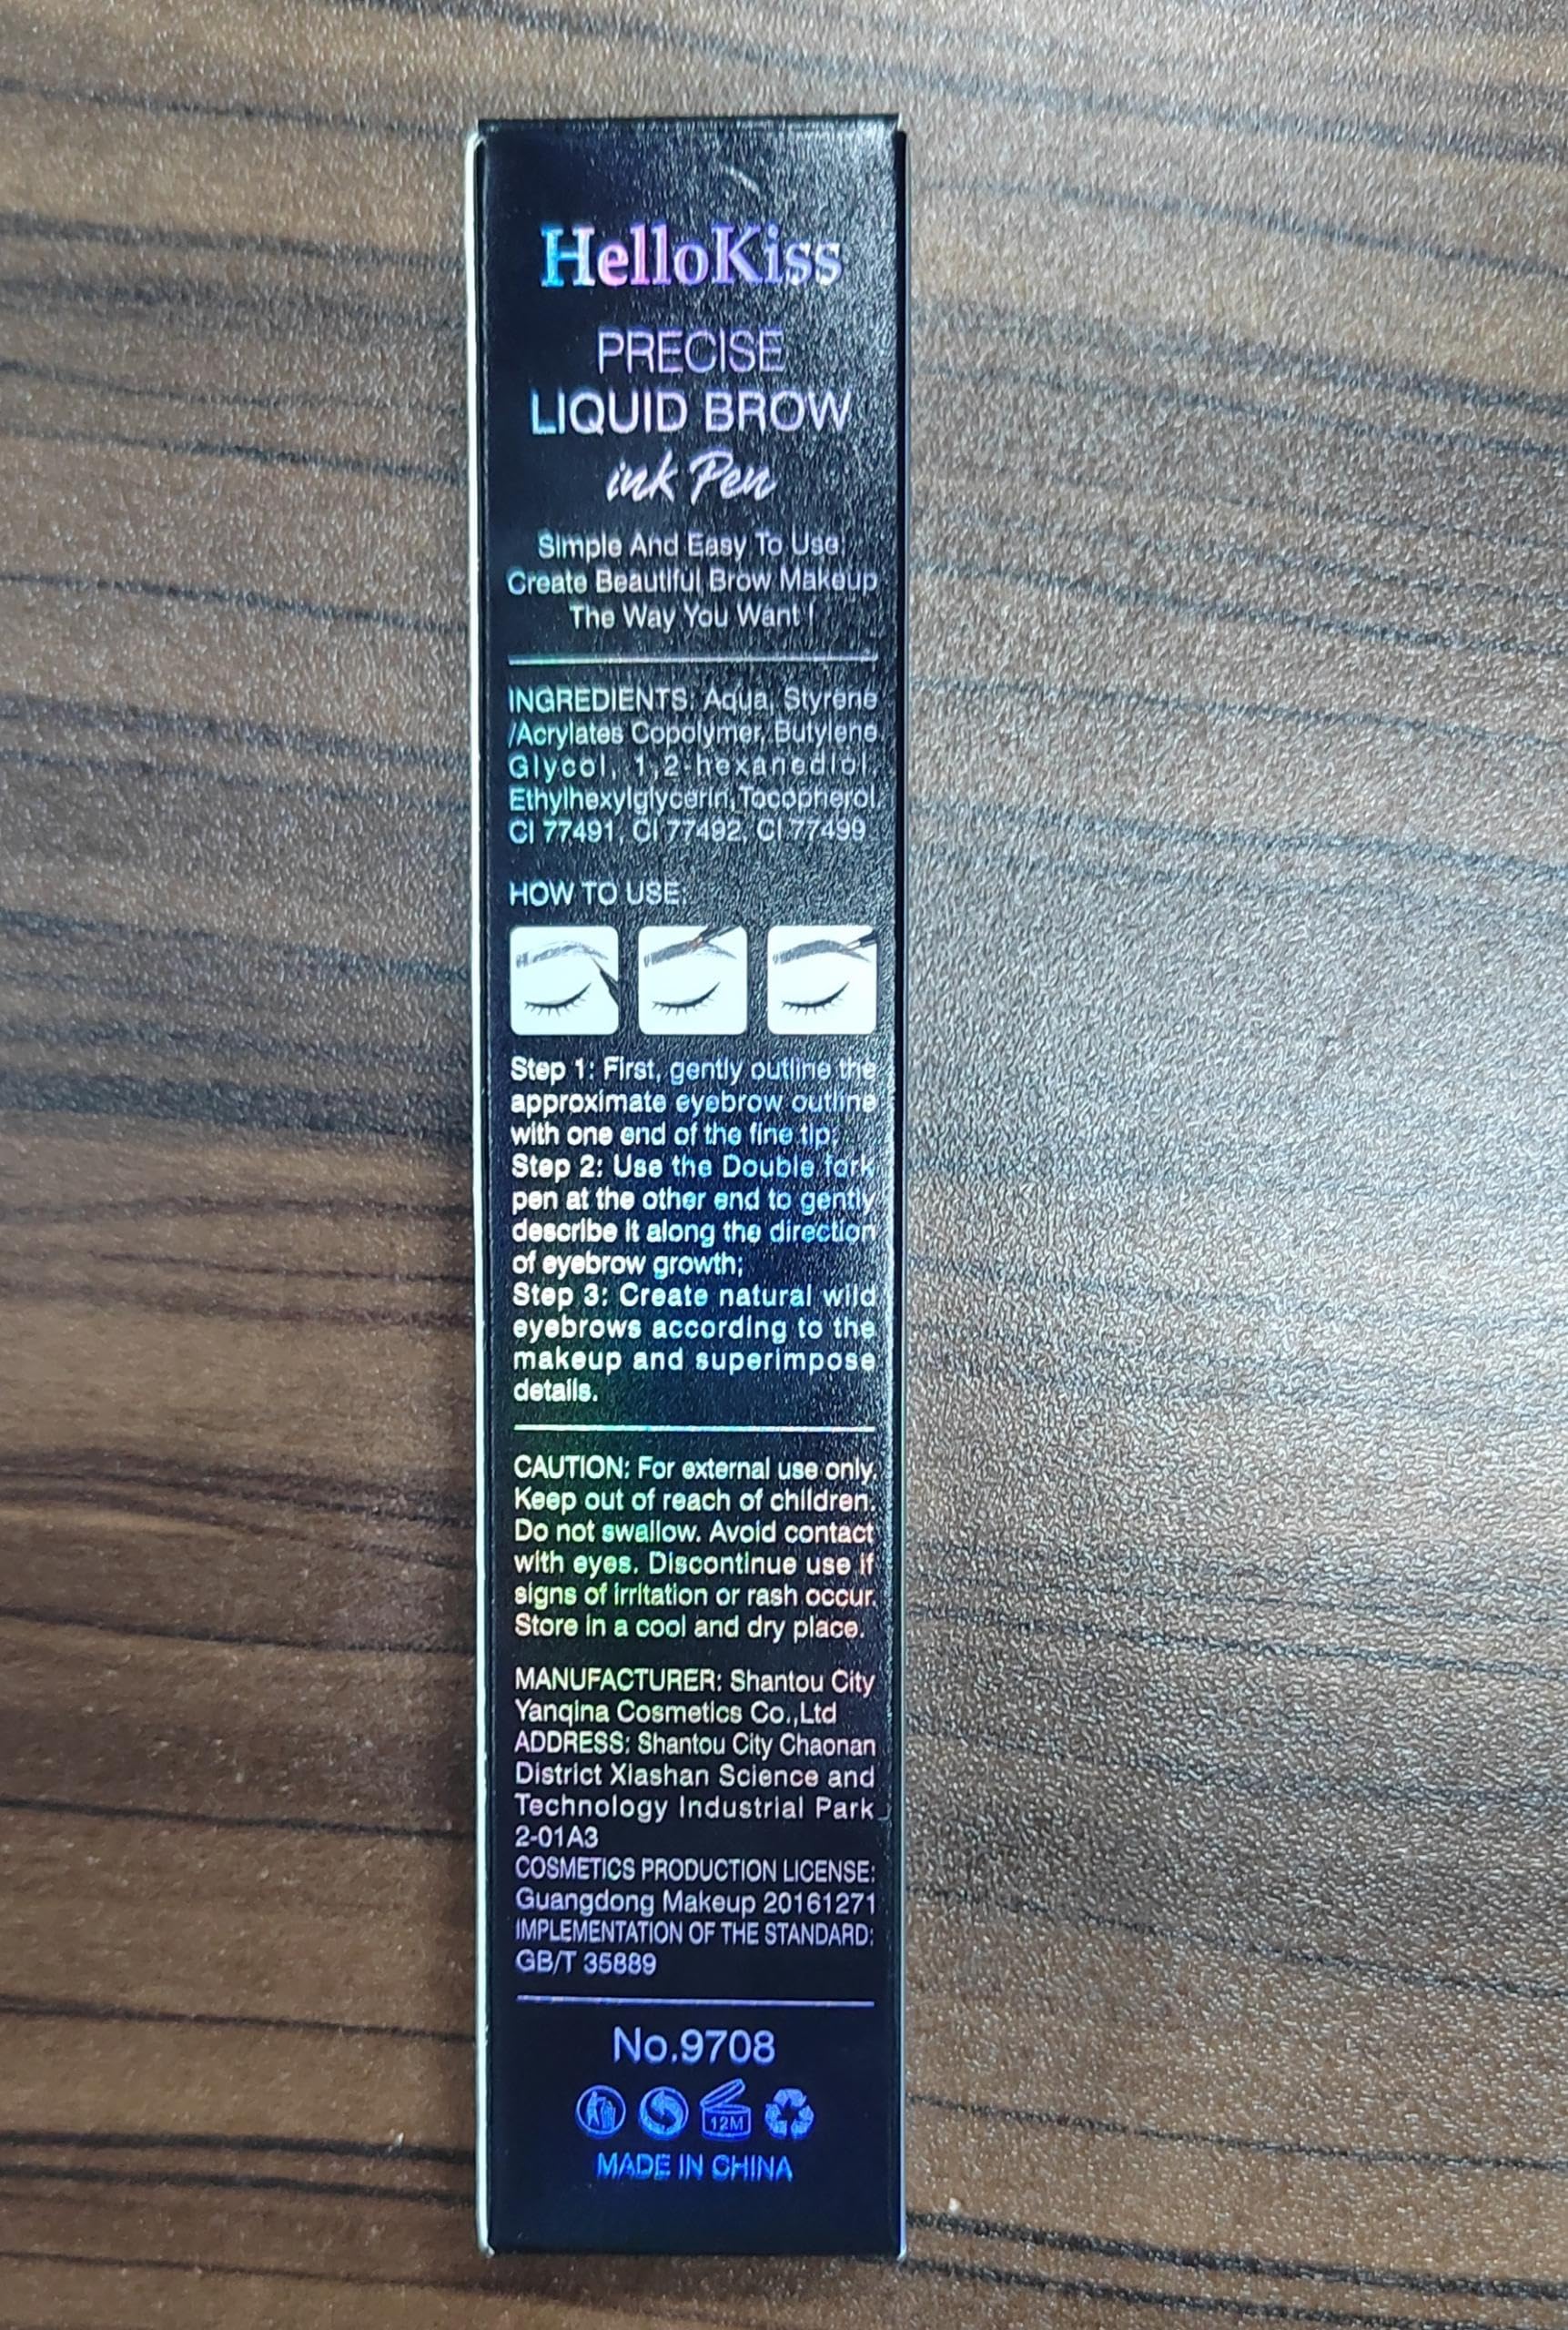 HelloKiss
PRECISE
LIQUID BROW
ink Pen
Simple And Easy To Use,
Create Beautiful Brow Makeup
The Way You Want !
INGREDIENTS: Aqua, Styrene
/Acrylates Copolymer, Butylene
Glycol, 1,2-hexanediol,
Ethylhexylglycerin, Tocopherol,
CI 77491, CI 77492, CI 77499
HOW TO USE:
Step 1: First, gently outline the
approximate eyebrow outline
with one end of the fine tip;
Step 2: Use the Double fork
pen at the other end to gently
describe it along the direction
of eyebrow growth;
Step 3: Create natural wild
eyebrows according to the
makeup and superimpose
details.
CAUTION: For external use only.
Keep out of reach of children.
Do not swallow. Avoid contact
with eyes. Discontinue use if
signs of irritation or rash occur.
Store in a cool and dry place.
MANUFACTURER: Shantou City
Yanqina Cosmetics Co.,Ltd
ADDRESS: Shantou City Chaonan
District Xiashan Science and
Technology Industrial Park
2-01A3
COSMETICS PRODUCTION LICENSE:
Guangdong Makeup 20161271
IMPLEMENTATION OF THE STANDARD:
GB/T 35889
No.9708
12M
MADE IN CHINA